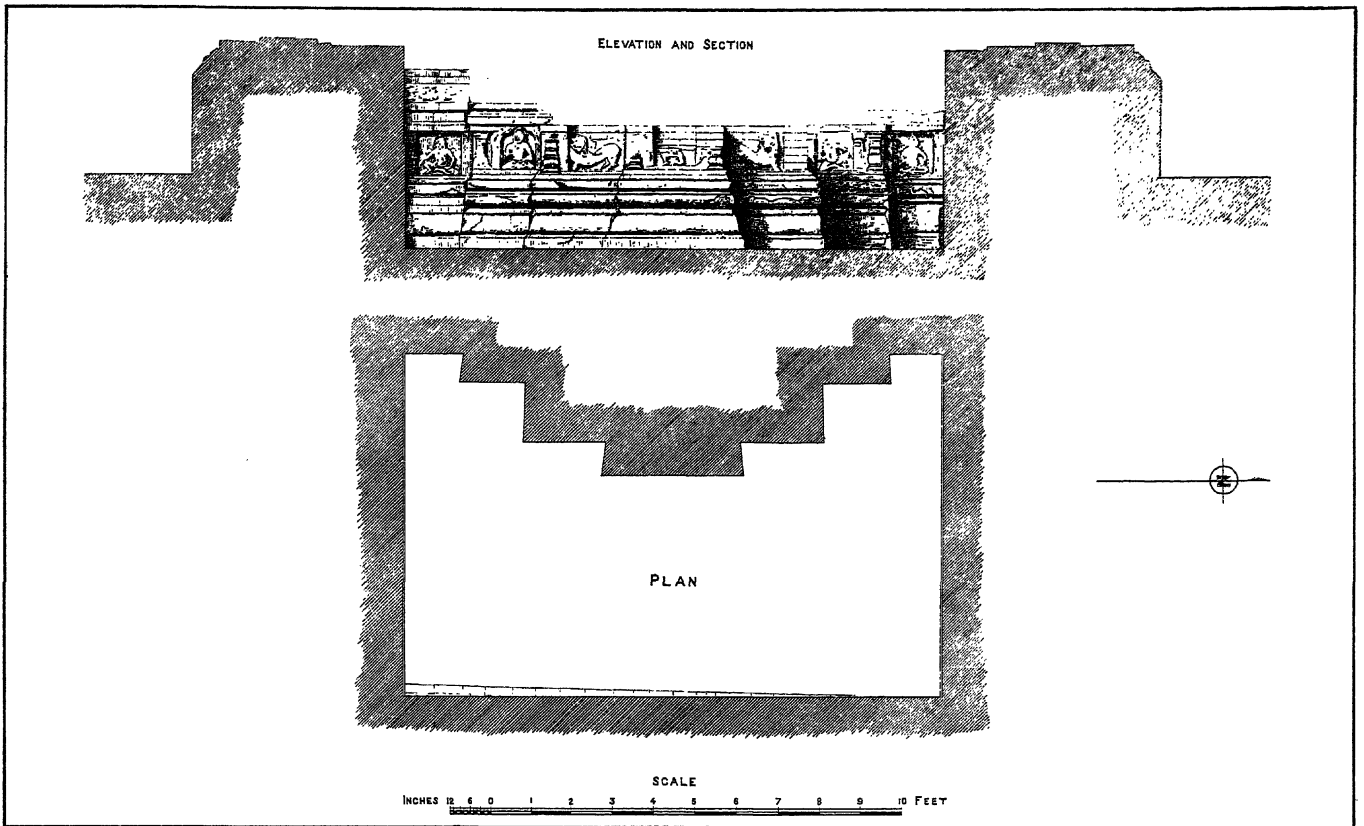 ELEVATION AND SECTION
PLAN
N
SCALE
INCHES 12 6 0 1 2 3 4 5 6 7 8 9 10 FEET